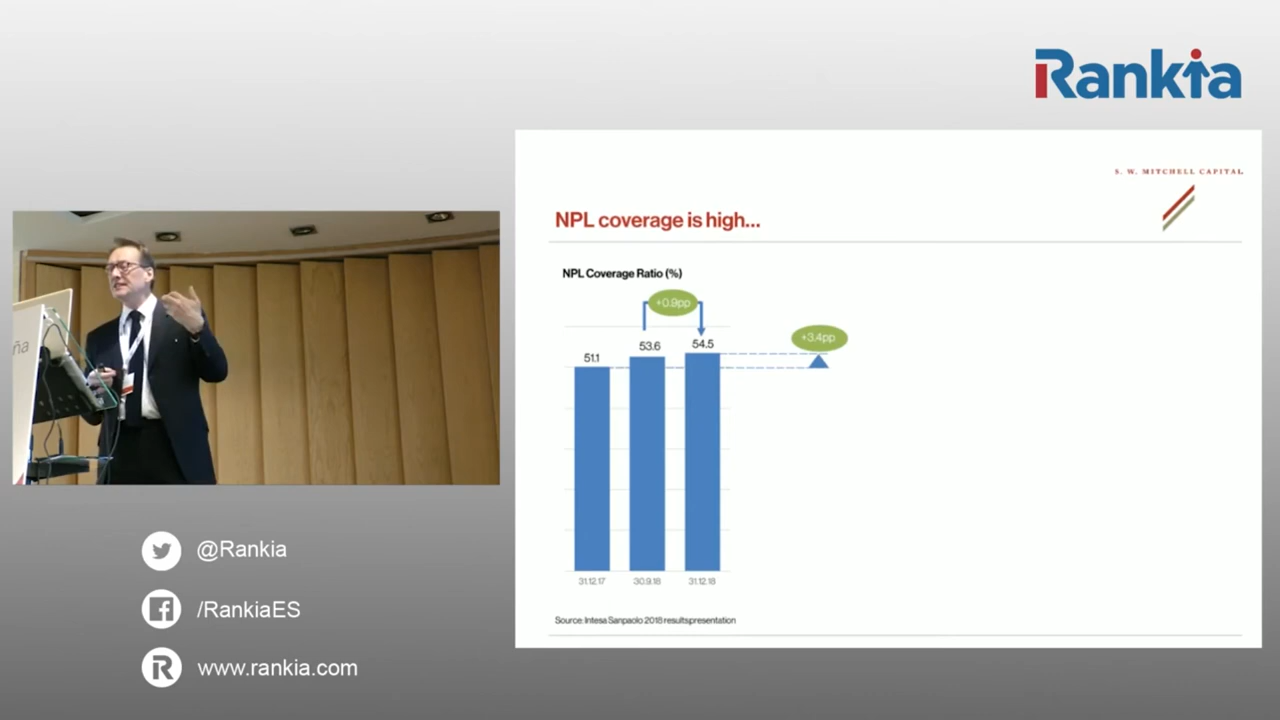 Rankia
S. W. MITCHELL CAPITAL
NPL coverage is high...
NPL Coverage Ratio (%)
+0.9pp
+3.4pp
51.1
53.6
54.5
31.12.17
30.9.18
31.12.18
Source: Intesa Sanpaolo 2018 resultspresentation
ña
@Rankia
/RankiaES
www.rankia.com